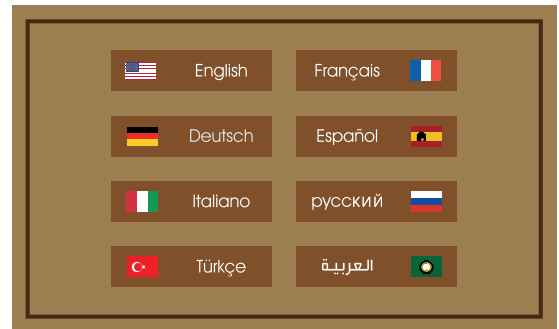 English
Français
Deutsch
Español
Italiano
русский
Türkçe
العربية